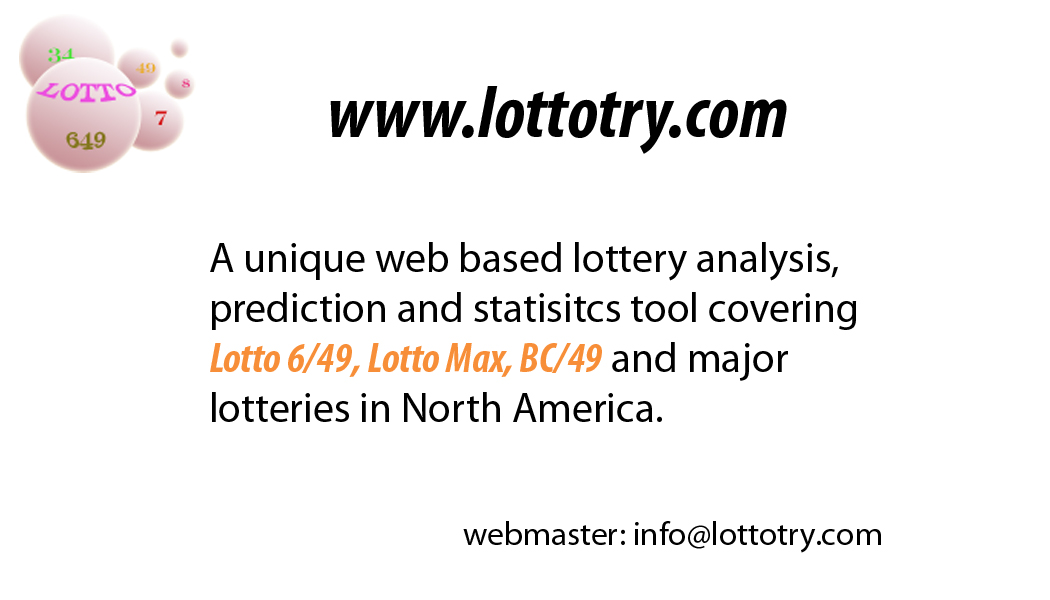 34
49
8
LOTTO
7
649
www.lottotry.com
A unique web based lottery analysis,
prediction and statisitcs tool covering
Lotto 6/49, Lotto Max, BC/49 and major
lotteries in North America.
webmaster: info@lottotry.com